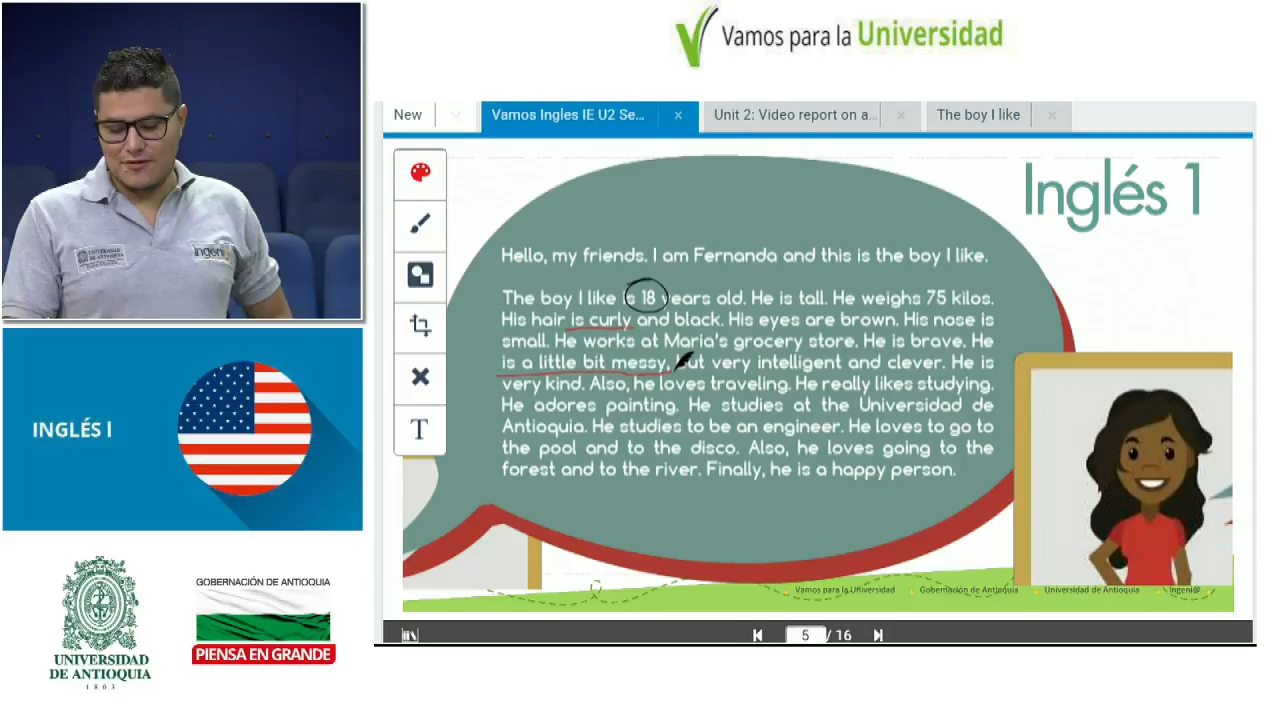 Vamos para la Universidad
New
Vamos Ingles IE U2 Se...
Unit 2: Video report on a...
The boy I like
Inglés 1
Hello, my friends. I am Fernanda and this is the boy I like.
The boy I like is 18 years old. He is tall. He weighs 75 kilos.
His hair is curly and black. His eyes are brown. His nose is
small. He works at Maria's grocery store. He is brave. He
is a little bit messy, but very intelligent and clever. He is
very kind. Also, he loves traveling. He really likes studying.
He adores painting. He studies at the Universidad de
Antioquia. He studies to be an engineer. He loves to go to
the pool and to the disco. Also, he loves going to the
forest and to the river. Finally, he is a happy person.
T
Vamos para la Universidad
Gobernación de Antioquia
Universidad de Antioquia
Ingeni@
5 / 16
INGLÉS I
UNIVERSIDAD
DE ANTIOQUIA
1803
GOBERNACIÓN DE ANTIOQUIA
PIENSA EN GRANDE